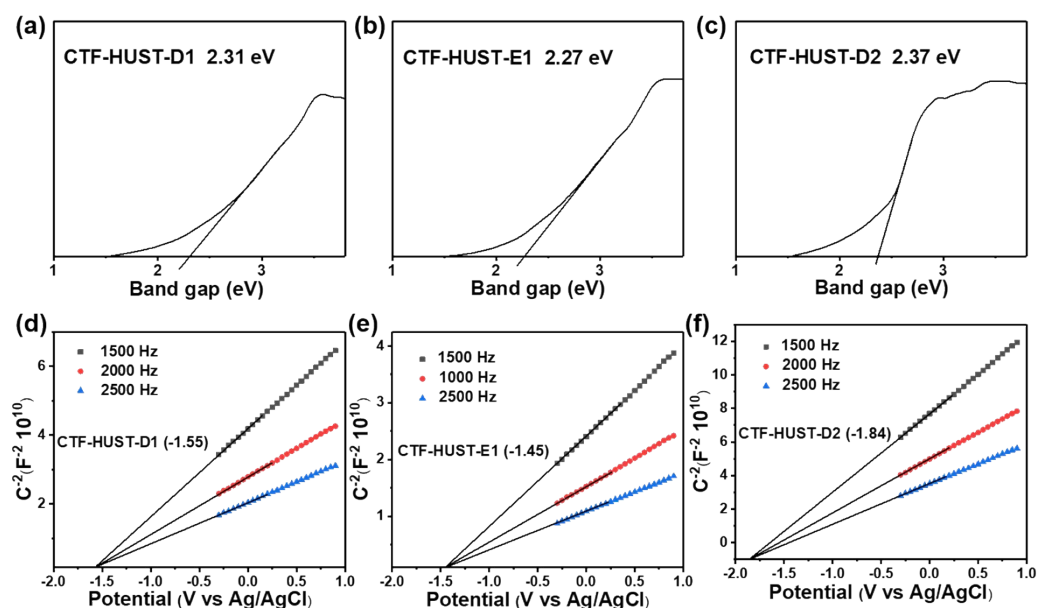 (a)
CTF-HUST-D1 2.31 eV
1 2 3
Band gap (eV)
(b)
CTF-HUST-E1 2.27 eV
1 2 3
Band gap (eV)
(c)
CTF-HUST-D2 2.37 eV
1 2 3
Band gap (eV)
(d)
C⁻²(F⁻² 10¹⁰)
6
4
2
1500 Hz
2000 Hz
2500 Hz
CTF-HUST-D1 (-1.55)
-2.0 -1.5 -1.0 -0.5 0.0 0.5 1.0
Potential (V vs Ag/AgCl)
(e)
C⁻²(F⁻² 10¹⁰)
4
3
2
1
1500 Hz
1000 Hz
2500 Hz
CTF-HUST-E1 (-1.45)
-2.0 -1.5 -1.0 -0.5 0.0 0.5 1.0
Potential (V vs Ag/AgCl)
(f)
C⁻²(F⁻² 10¹⁰)
12
10
8
6
4
2
0
1500 Hz
2000 Hz
2500 Hz
CTF-HUST-D2 (-1.84)
-2.0 -1.5 -1.0 -0.5 0.0 0.5 1.0
Potential (V vs Ag/AgCl)